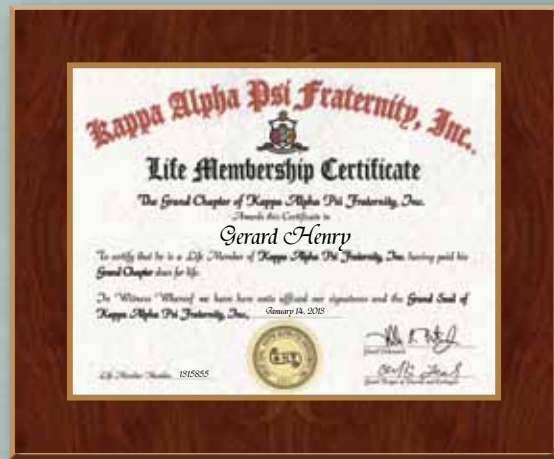 Kappa Alpha Psi Fraternity, Inc.
Life Membership Certificate
The Grand Chapter of Kappa Alpha Psi Fraternity, Inc.
Awards this Certificate to
Gerard Henry
To certify that he is a Life Member of Kappa Alpha Psi Fraternity, Inc. having paid his
Grand Chapter dues for life.
In Witness Whereof we have here unto affixed our signatures and the Grand Seal of
Kappa Alpha Psi Fraternity, Inc., January 14, 2013
Life Member Number 1315855